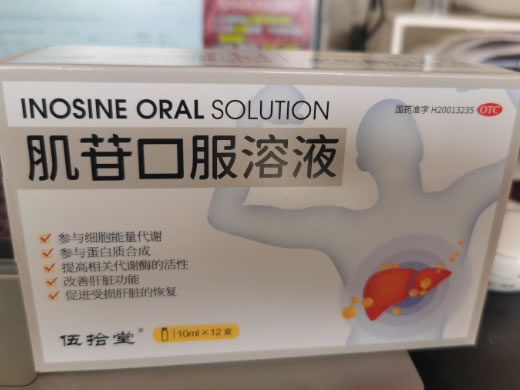 INOSINE ORAL SOLUTION
国药准字 H20013235 OTC
肌苷口服溶液
参与细胞能量代谢
参与蛋白质合成
提高相关代谢酶的活性
改善肝脏功能
促进受损肝脏的恢复
伍拾堂®
10ml×12支